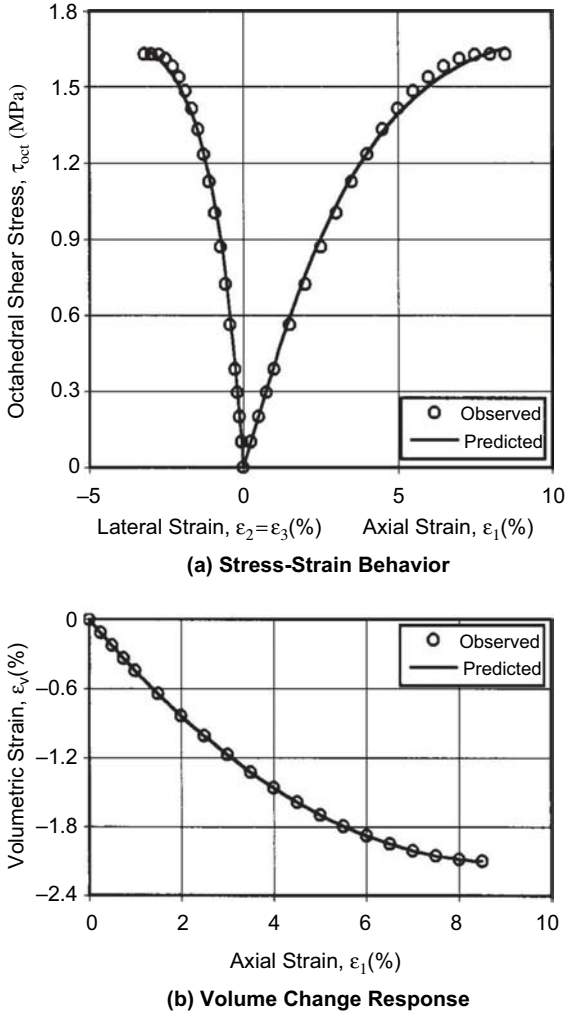 1.8
1.5
1.2
0.9
0.6
0.3
0
Octahedral Shear Stress, τoct (MPa)
Observed
Predicted
−5 0 5 10
Lateral Strain, ε2=ε3(%) Axial Strain, ε1(%)
(a) Stress-Strain Behavior
0
−0.6
−1.2
−1.8
−2.4
Volumetric Strain, εv(%)
Observed
Predicted
0 2 4 6 8 10
Axial Strain, ε1(%)
(b) Volume Change Response